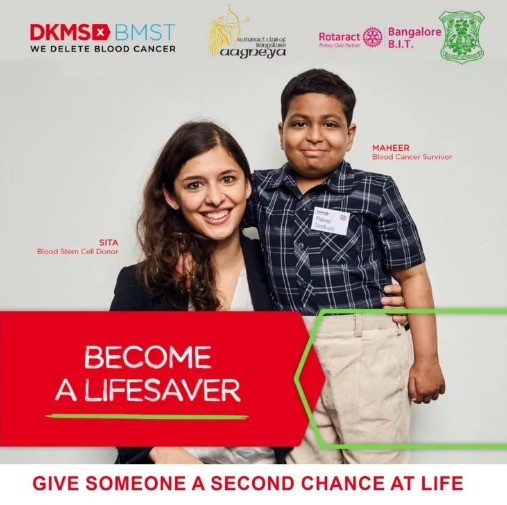 DKMS BMST
WE DELETE BLOOD CANCER
rotaract club of
Bangalore
aagneya
Rotaract
Rotary Club Partner
Bangalore
B.I.T.
MAHEER
Blood Cancer Survivor
SITA
Blood Stem Cell Donor
BECOME
A LIFESAVER
GIVE SOMEONE A SECOND CHANCE AT LIFE